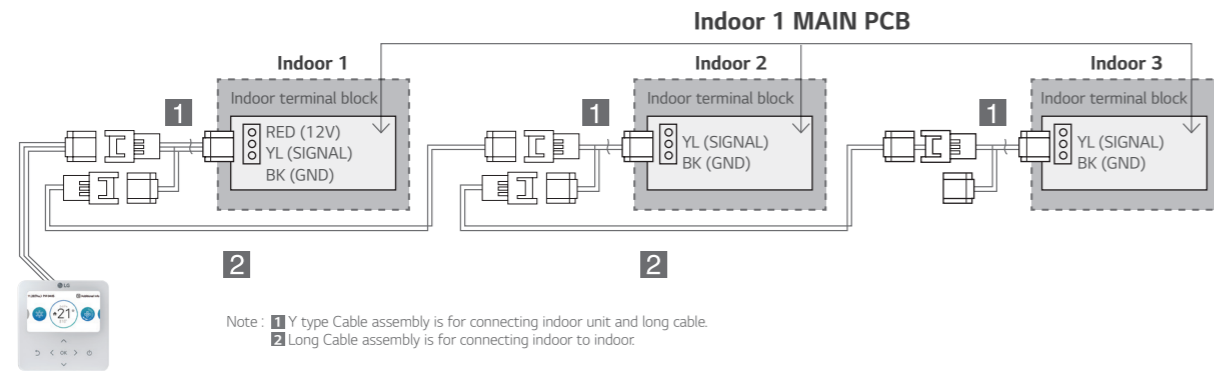 Indoor 1 MAIN PCB
Indoor 1
Indoor 2
Indoor 3
Indoor terminal block
Indoor terminal block
Indoor terminal block
1
1
1
RED (12V)
YL (SIGNAL)
BK (GND)
YL (SIGNAL)
BK (GND)
YL (SIGNAL)
BK (GND)
2
2
LG
21°
OK
Note : 1 Y type Cable assembly is for connecting indoor unit and long cable.
2 Long Cable assembly is for connecting indoor to indoor.